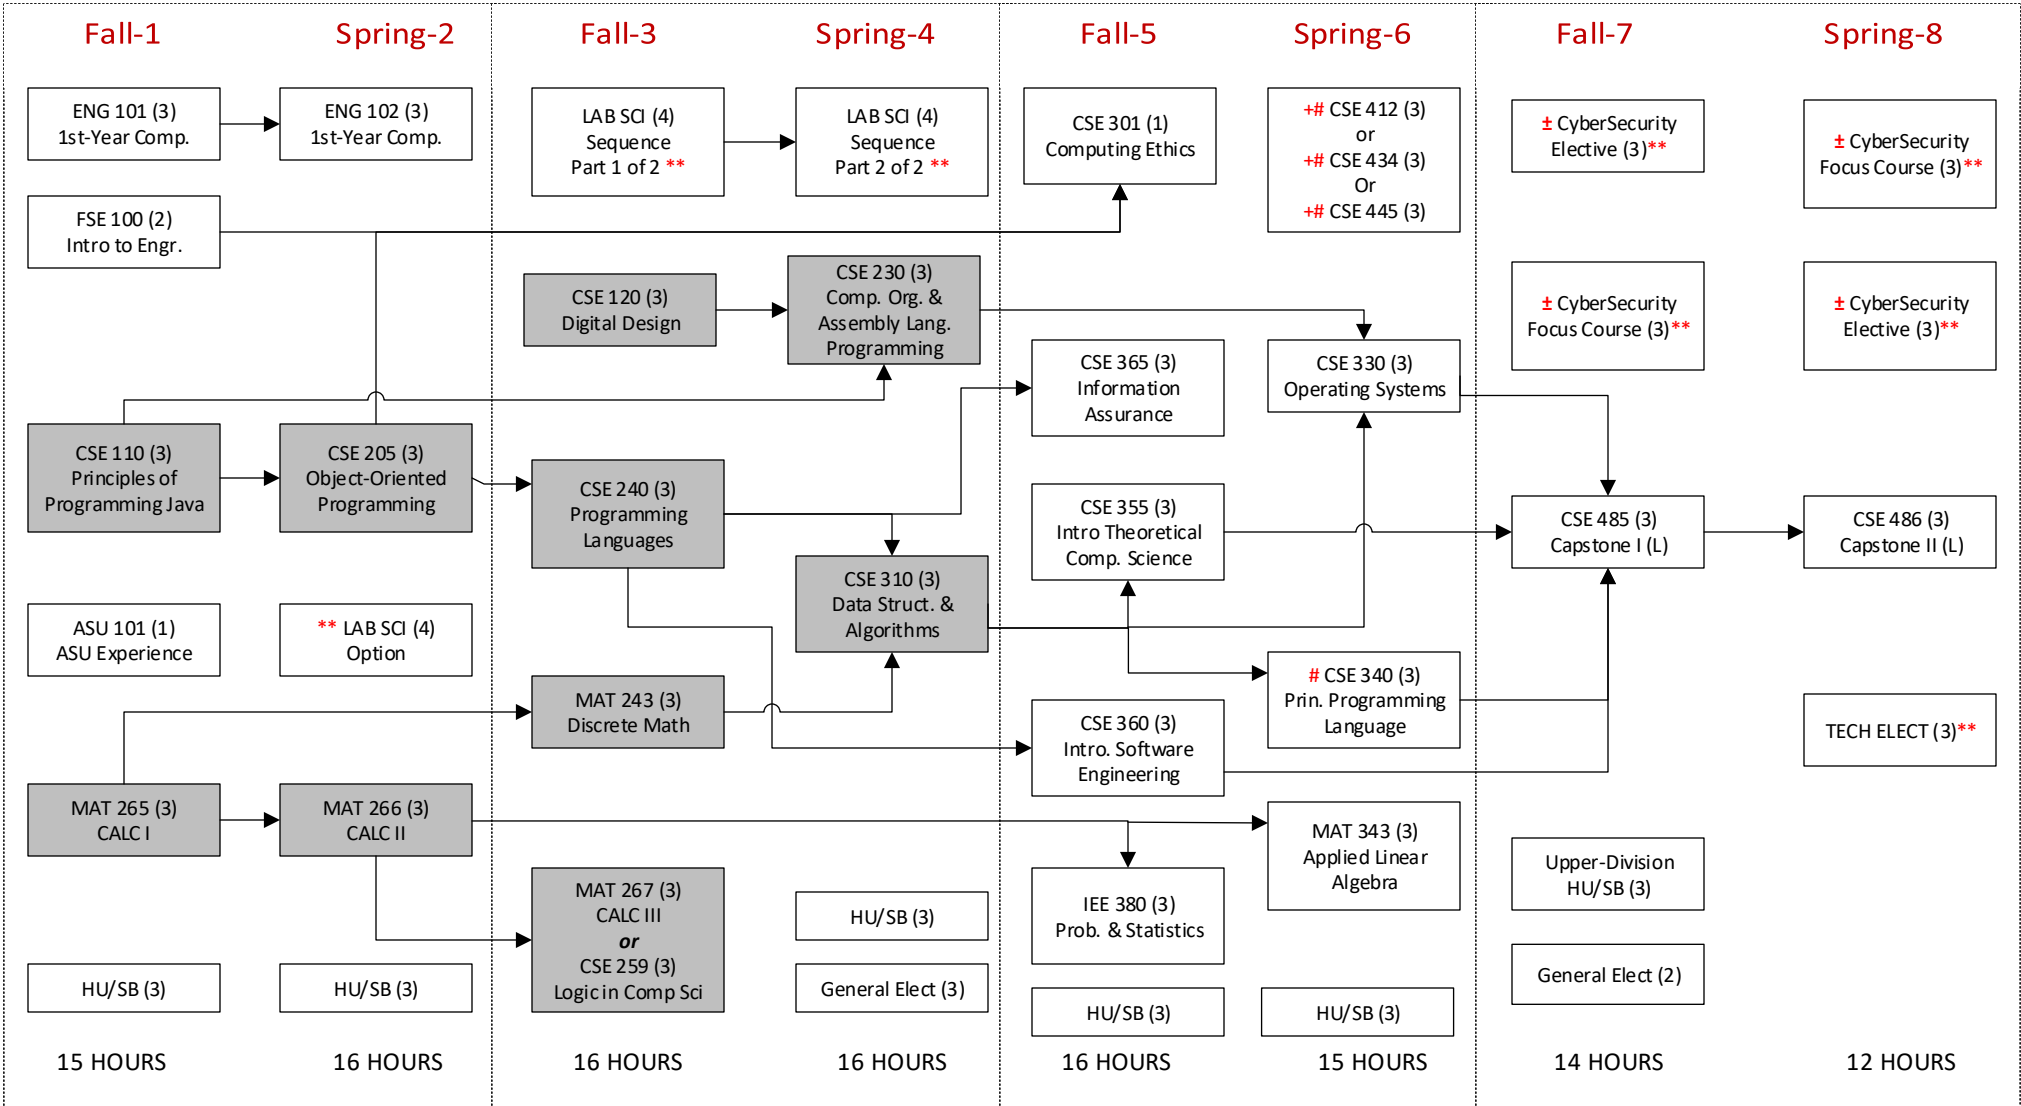 Fall-1
Spring-2
Fall-3
Spring-4
Fall-5
Spring-6
Fall-7
Spring-8
ENG 101 (3)
1st-Year Comp.
FSE 100 (2)
Intro to Engr.
CSE 110 (3)
Principles of
Programming Java
ASU 101 (1)
ASU Experience
MAT 265 (3)
CALC I
HU/SB (3)
15 HOURS
ENG 102 (3)
1st-Year Comp.
CSE 205 (3)
Object-Oriented
Programming
** LAB SCI (4)
Option
MAT 266 (3)
CALC II
HU/SB (3)
16 HOURS
LAB SCI (4)
Sequence
Part 1 of 2 **
CSE 120 (3)
Digital Design
CSE 240 (3)
Programming
Languages
MAT 243 (3)
Discrete Math
MAT 267 (3)
CALC III
or
CSE 259 (3)
Logic in Comp Sci
16 HOURS
LAB SCI (4)
Sequence
Part 2 of 2 **
CSE 230 (3)
Comp. Org. &
Assembly Lang.
Programming
CSE 310 (3)
Data Struct. &
Algorithms
HU/SB (3)
General Elect (3)
16 HOURS
CSE 301 (1)
Computing Ethics
CSE 365 (3)
Information
Assurance
CSE 355 (3)
Intro Theoretical
Comp. Science
CSE 360 (3)
Intro. Software
Engineering
IEE 380 (3)
Prob. & Statistics
HU/SB (3)
16 HOURS
+# CSE 412 (3)
or
+# CSE 434 (3)
Or
+# CSE 445 (3)
CSE 330 (3)
Operating Systems
# CSE 340 (3)
Prin. Programming
Language
MAT 343 (3)
Applied Linear
Algebra
HU/SB (3)
15 HOURS
± CyberSecurity
Elective (3)**
± CyberSecurity
Focus Course (3)**
CSE 485 (3)
Capstone I (L)
Upper-Division
HU/SB (3)
General Elect (2)
14 HOURS
± CyberSecurity
Focus Course (3)**
± CyberSecurity
Elective (3)**
CSE 486 (3)
Capstone II (L)
TECH ELECT (3)**
12 HOURS